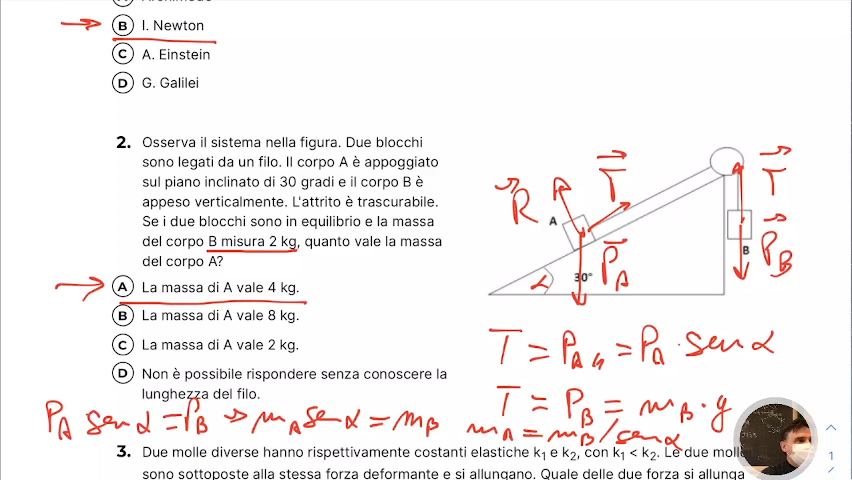 B I. Newton
C A. Einstein
D G. Galilei
2. Osserva il sistema nella figura. Due blocchi
sono legati da un filo. Il corpo A è appoggiato
sul piano inclinato di 30 gradi e il corpo B è
appeso verticalmente. L'attrito è trascurabile.
Se i due blocchi sono in equilibrio e la massa
del corpo B misura 2 kg, quanto vale la massa
del corpo A?
A La massa di A vale 4 kg.
B La massa di A vale 8 kg.
C La massa di A vale 2 kg.
D Non è possibile rispondere senza conoscere la
lunghezza del filo.
R
T
A
P_A
30°
α
T
P_B
B
T = P_A∥ = P_A · sen α
T = P_B = m_B · g
P_A sen α = P_B → m_A sen α = m_B
m_A = m_B / sen α
3. Due molle diverse hanno rispettivamente costanti elastiche k₁ e k₂, con k₁ < k₂. Le due
sono sottoposte alla stessa forza deformante e si allungano. Quale delle due forza si allunga
1